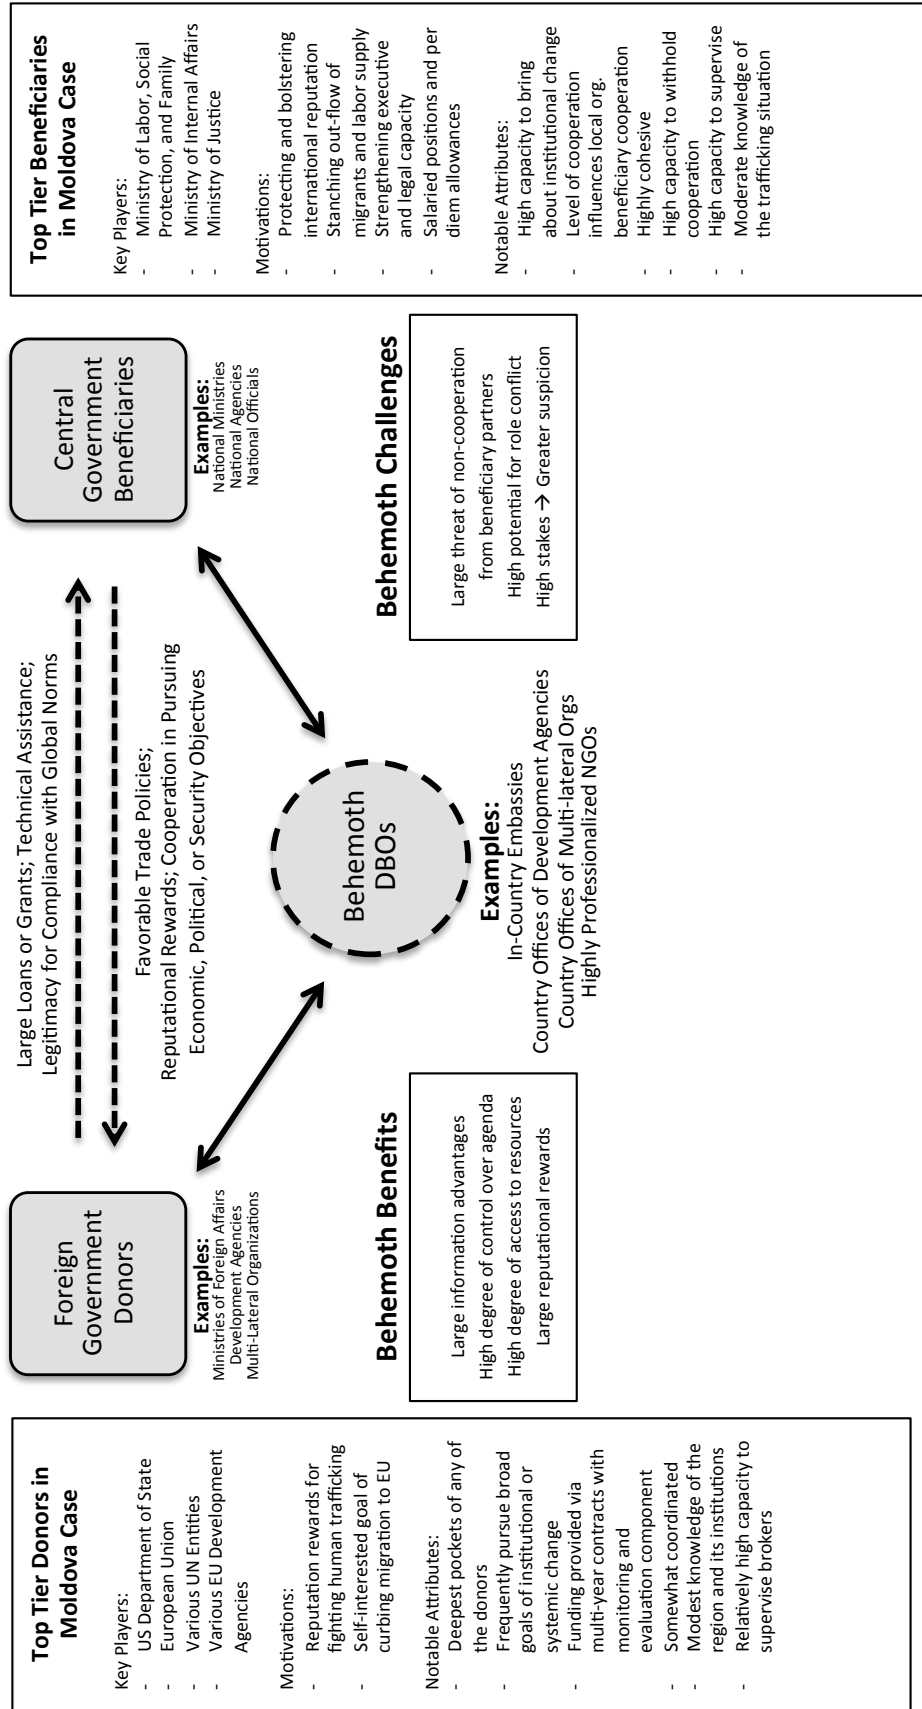 Top Tier Donors in
Moldova Case
Key Players:
- US Department of State
- European Union
- Various UN Entities
- Various EU Development
Agencies
Motivations:
- Reputation rewards for
fighting human trafficking
- Self-interested goal of
curbing migration to EU
Notable Attributes:
- Deepest pockets of any of
the donors
- Frequently pursue broad
goals of institutional or
systemic change
- Funding provided via
multi-year contracts with
monitoring and
evaluation component
- Somewhat coordinated
- Modest knowledge of the
region and its institutions
- Relatively high capacity to
supervise brokers
Foreign
Government
Donors
Examples:
Ministries of Foreign Affairs
Development Agencies
Multi-Lateral Organizations
Large Loans or Grants; Technical Assistance;
Legitimacy for Compliance with Global Norms
Favorable Trade Policies;
Reputational Rewards; Cooperation in Pursuing
Economic, Political, or Security Objectives
Central
Government
Beneficiaries
Examples:
National Ministries
National Agencies
National Officials
Behemoth
DBOs
Examples:
In-Country Embassies
Country Offices of Development Agencies
Country Offices of Multi-lateral Orgs
Highly Professionalized NGOs
Behemoth Benefits
Large information advantages
High degree of control over agenda
High degree of access to resources
Large reputational rewards
Behemoth Challenges
Large threat of non-cooperation
from beneficiary partners
High potential for role conflict
High stakes → Greater suspicion
Top Tier Beneficiaries
in Moldova Case
Key Players:
- Ministry of Labor, Social
Protection, and Family
- Ministry of Internal Affairs
- Ministry of Justice
Motivations:
- Protecting and bolstering
international reputation
- Stanching out-flow of
migrants and labor supply
- Strengthening executive
and legal capacity
- Salaried positions and per
diem allowances
Notable Attributes:
- High capacity to bring
about institutional change
- Level of cooperation
influences local org.
beneficiary cooperation
- Highly cohesive
- High capacity to withhold
cooperation
- High capacity to supervise
- Moderate knowledge of
the trafficking situation